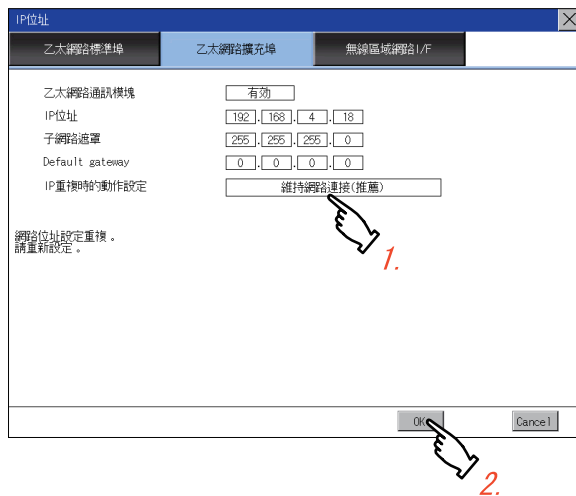 IP位址
乙太網路標準埠 乙太網路擴充埠 無線區域網路I/F
乙太網路通訊模塊 有効
IP位址 192 . 168 . 4 . 18
子網路遮罩 255 . 255 . 255 . 0
Default gateway 0 . 0 . 0 . 0
IP重複時的動作設定 維持網路連接(推薦)
1.
網路位址設定重複。
請重新設定。
OK Cancel
2.